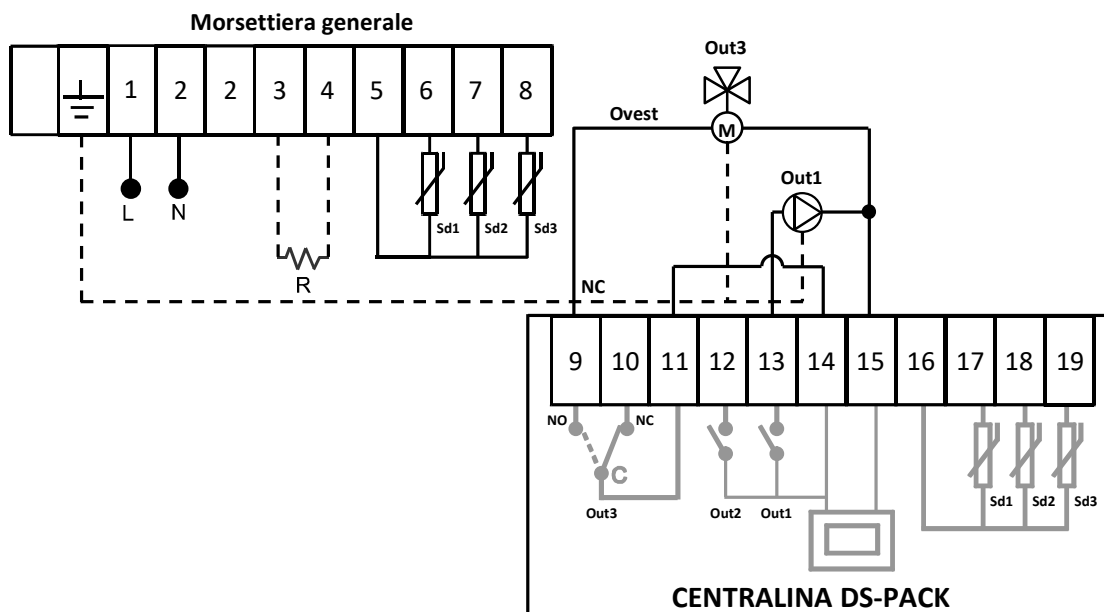 Morsettiera generale
1 2 2 3 4 5 6 7 8
L N
R
Sd1 Sd2 Sd3
Out3
Ovest
M
Out1
NC
9 10 11 12 13 14 15 16 17 18 19
NO NC
C
Out3 Out2 Out1
Sd1 Sd2 Sd3
CENTRALINA DS-PACK